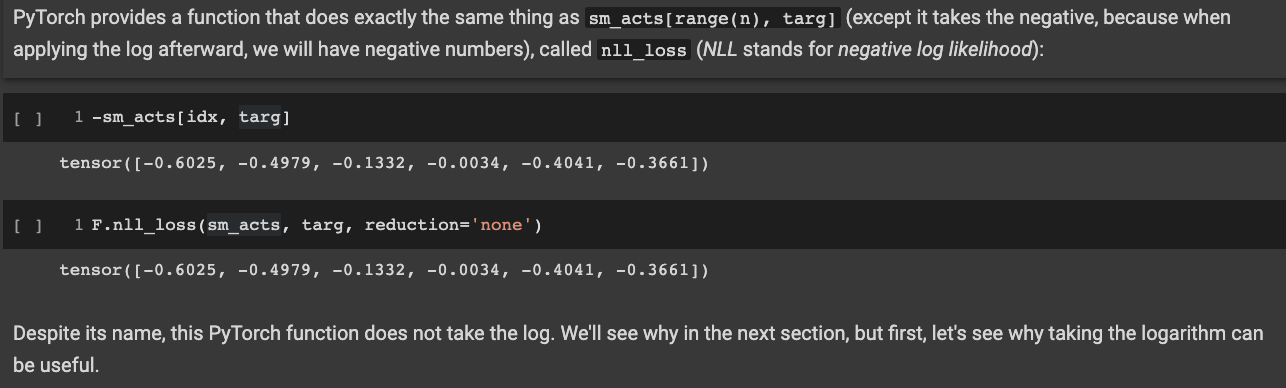 PyTorch provides a function that does exactly the same thing as sm_acts[range(n), targ] (except it takes the negative, because when
applying the log afterward, we will have negative numbers), called nll_loss (NLL stands for negative log likelihood):
[ ] 1 -sm_acts[idx, targ]
tensor([-0.6025, -0.4979, -0.1332, -0.0034, -0.4041, -0.3661])
[ ] 1 F.nll_loss(sm_acts, targ, reduction='none')
tensor([-0.6025, -0.4979, -0.1332, -0.0034, -0.4041, -0.3661])
Despite its name, this PyTorch function does not take the log. We'll see why in the next section, but first, let's see why taking the logarithm can
be useful.